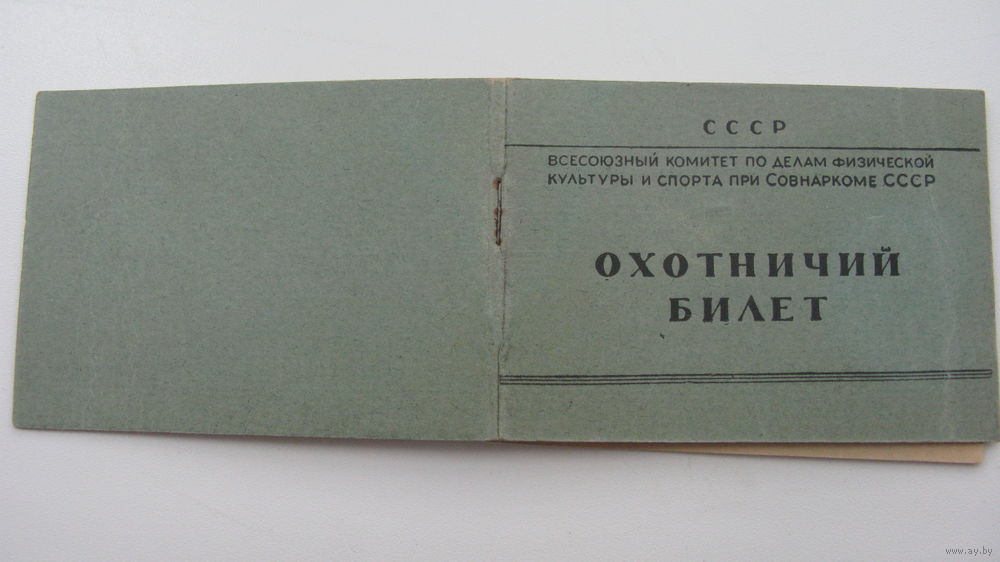 СССР
ВСЕСОЮЗНЫЙ КОМИТЕТ ПО ДЕЛАМ ФИЗИЧЕСКОЙ
КУЛЬТУРЫ И СПОРТА ПРИ СОВНАРКОМЕ СССР
ОХОТНИЧИЙ
БИЛЕТ
www.ay.by